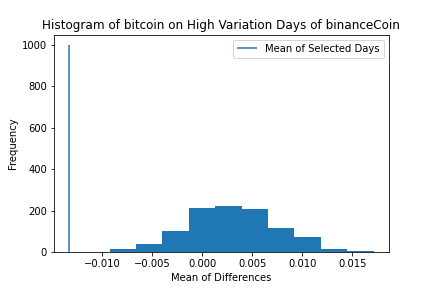 Histogram of bitcoin on High Variation Days of binanceCoin
Mean of Selected Days
1000
800
600
400
200
0
Frequency
-0.010 -0.005 0.000 0.005 0.010 0.015
Mean of Differences